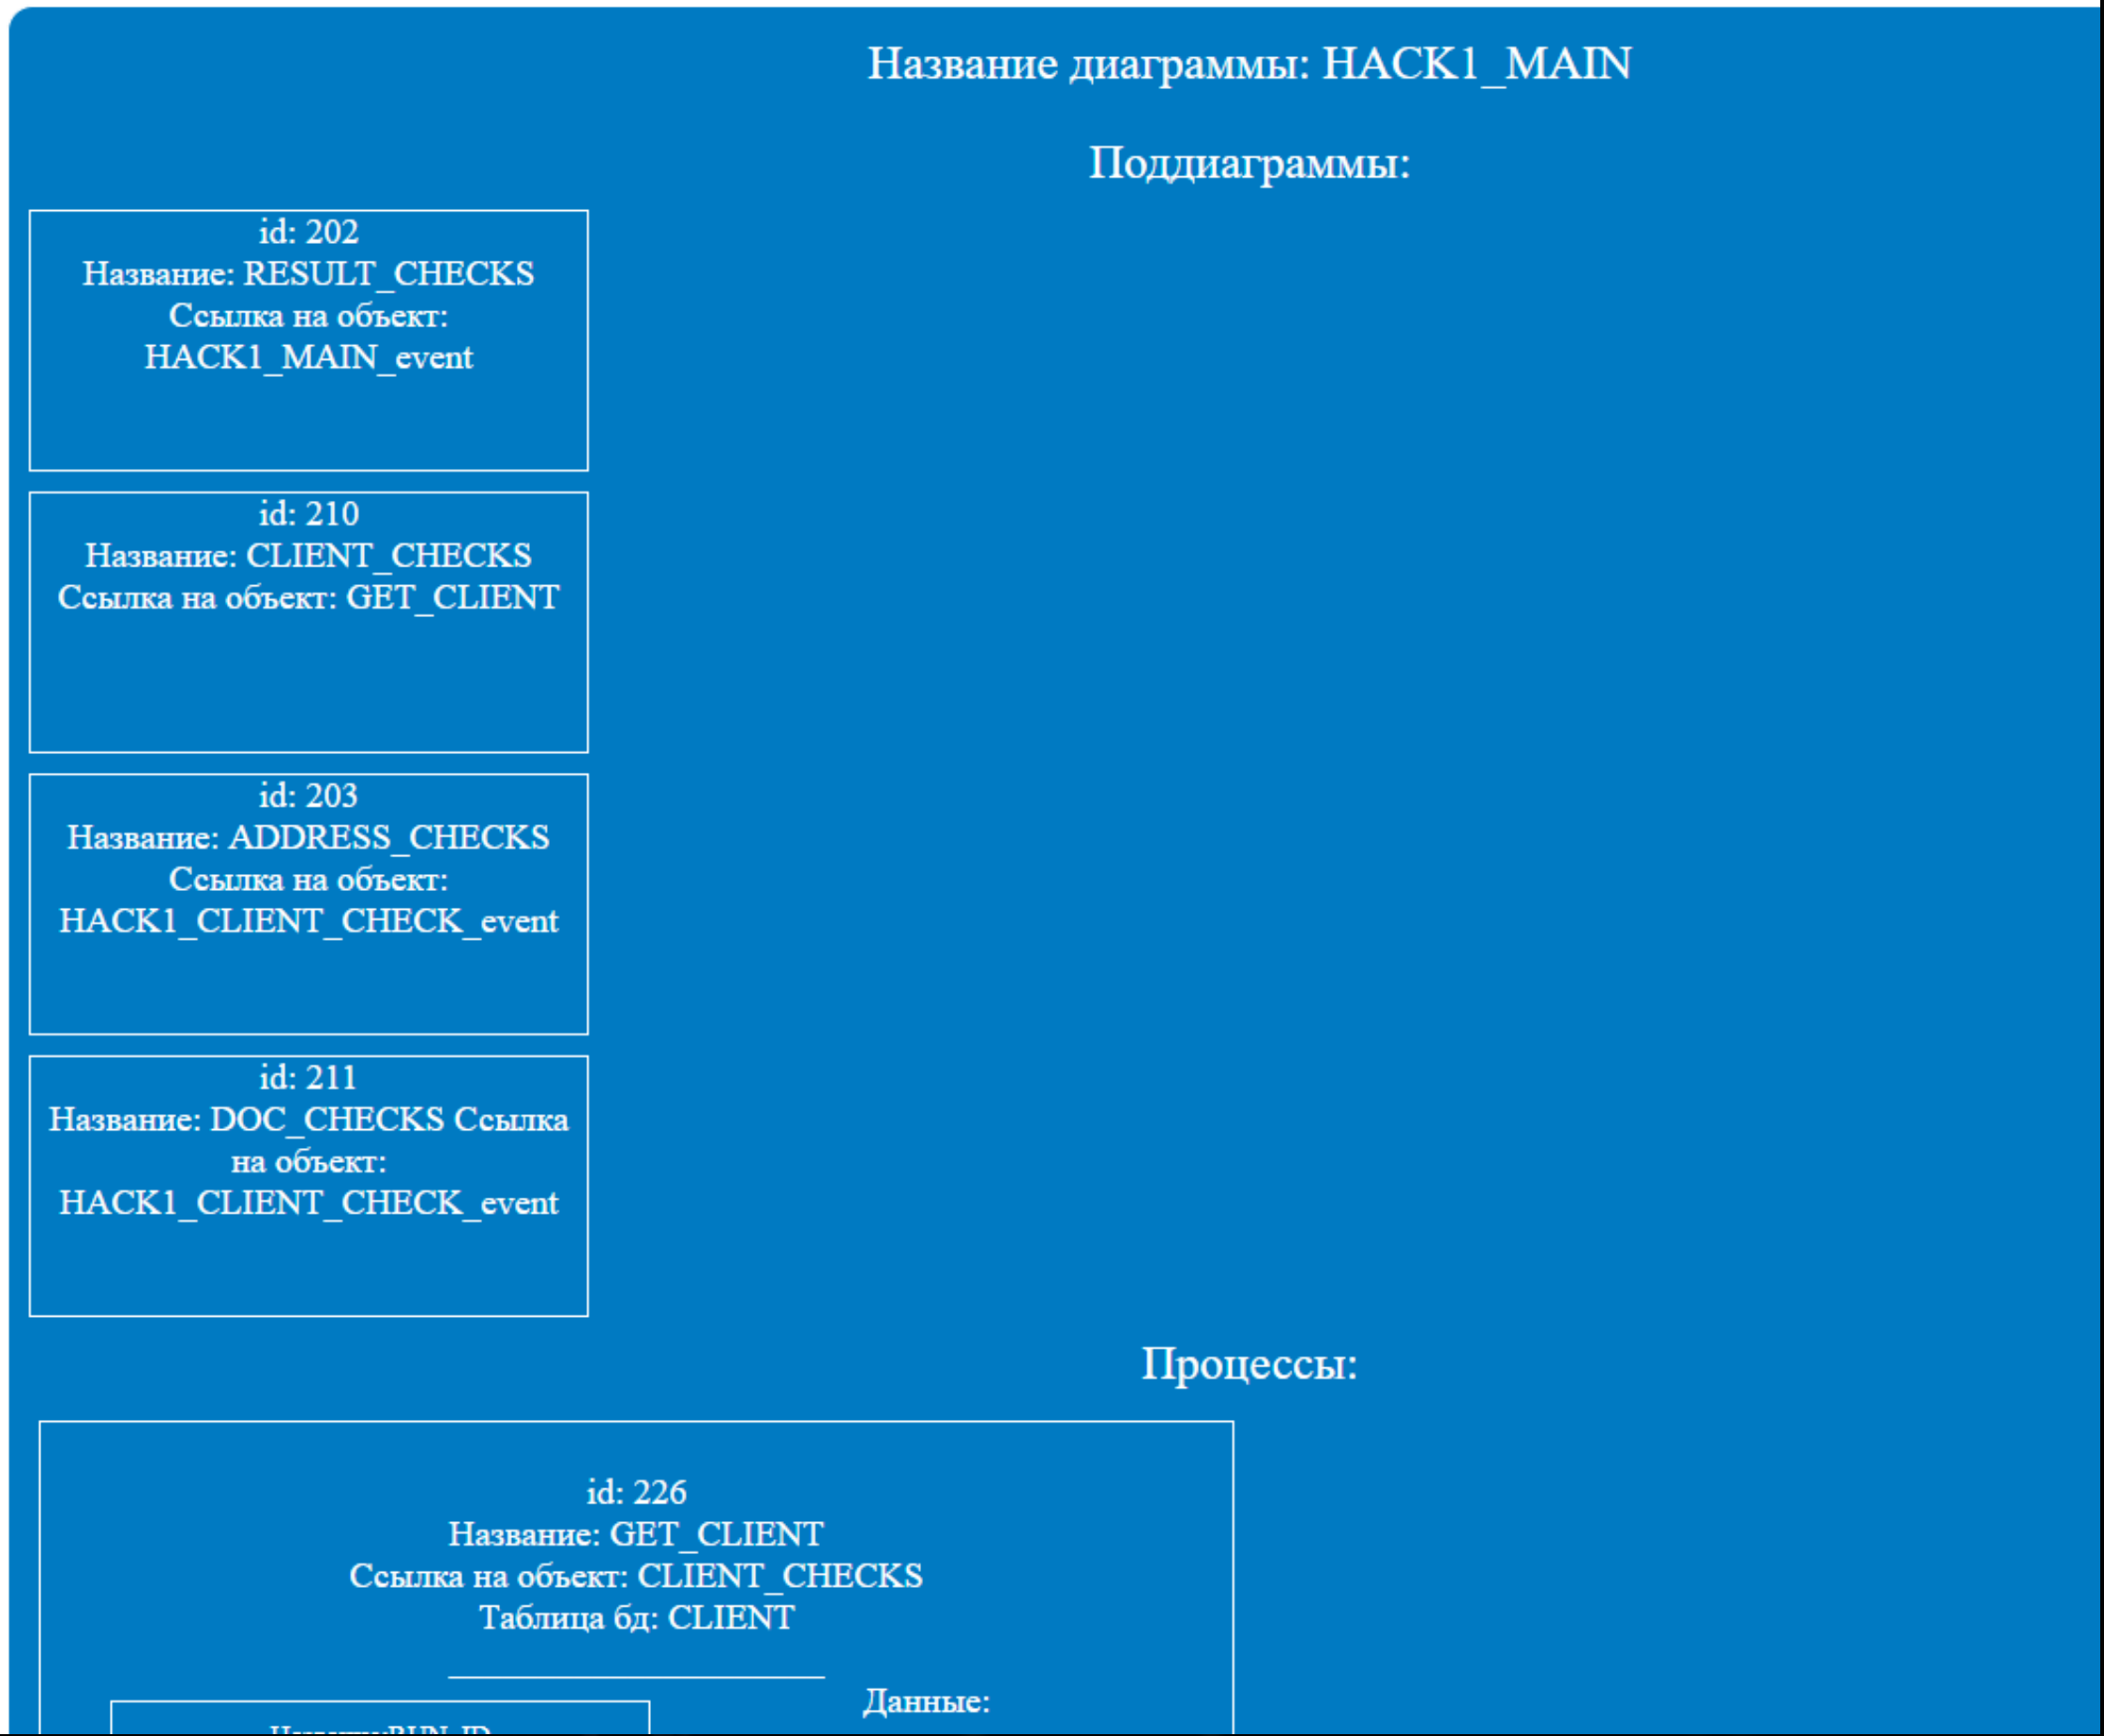 Название диаграммы: HACK1_MAIN
Поддиаграммы:
id: 202
Название: RESULT_CHECKS
Ссылка на объект:
HACK1_MAIN_event
id: 210
Название: CLIENT_CHECKS
Ссылка на объект: GET_CLIENT
id: 203
Название: ADDRESS_CHECKS
Ссылка на объект:
HACK1_CLIENT_CHECK_event
id: 211
Название: DOC_CHECKS Ссылка
на объект:
HACK1_CLIENT_CHECK_event
Процессы:
id: 226
Название: GET_CLIENT
Ссылка на объект: CLIENT_CHECKS
Таблица бд: CLIENT
Данные: